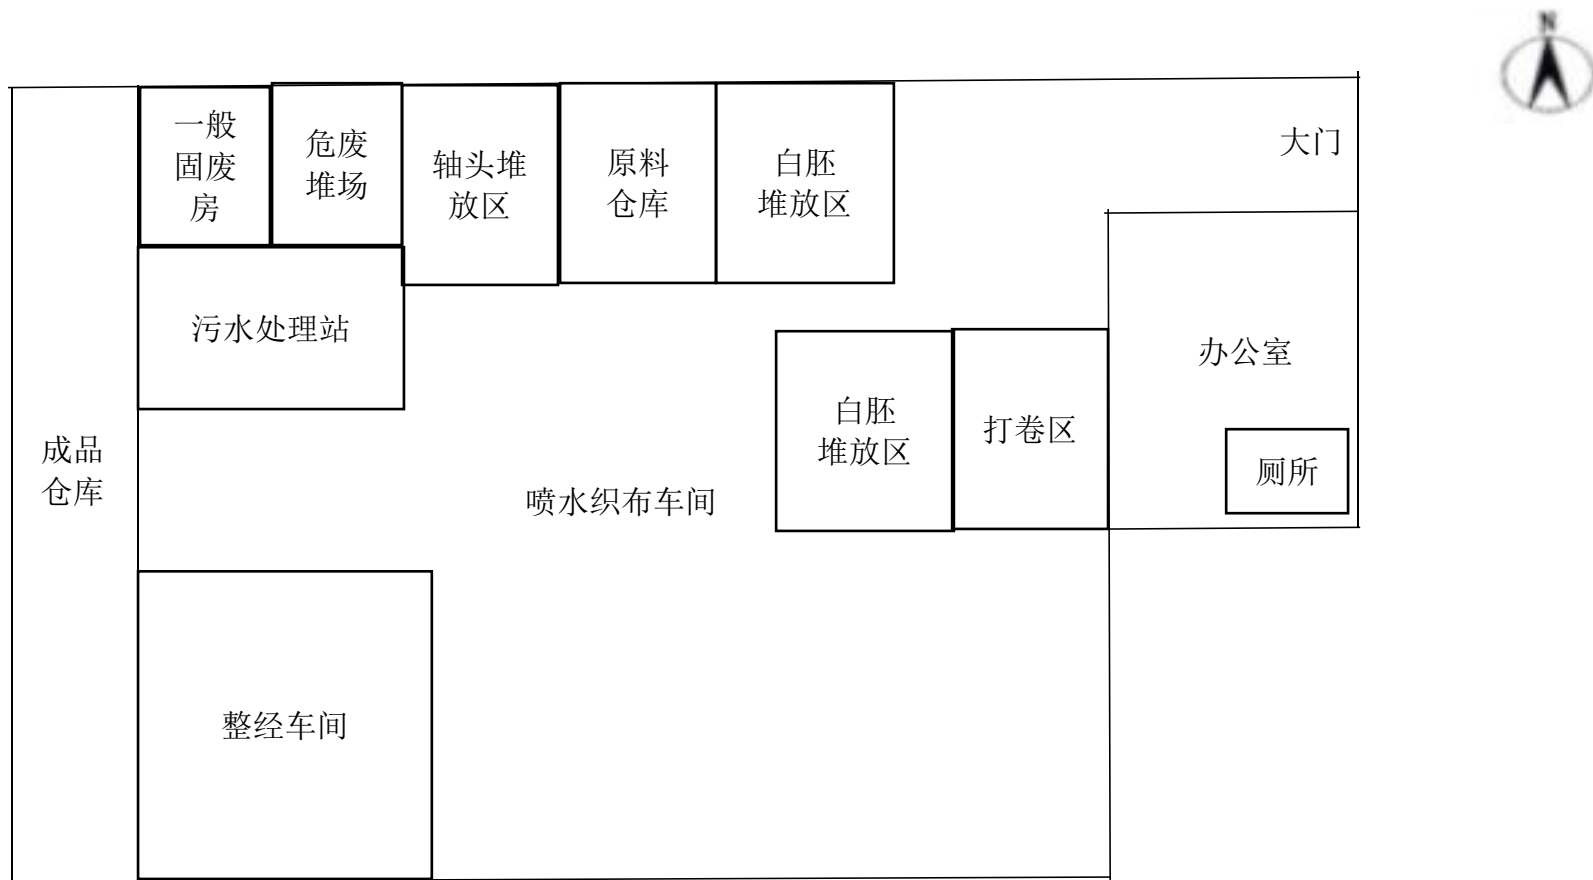 N
大门
一般
固废
房
危废
堆场
轴头堆
放区
原料
仓库
白胚
堆放区
污水处理站
办公室
白胚
堆放区
打卷区
成品
仓库
厕所
喷水织布车间
整经车间